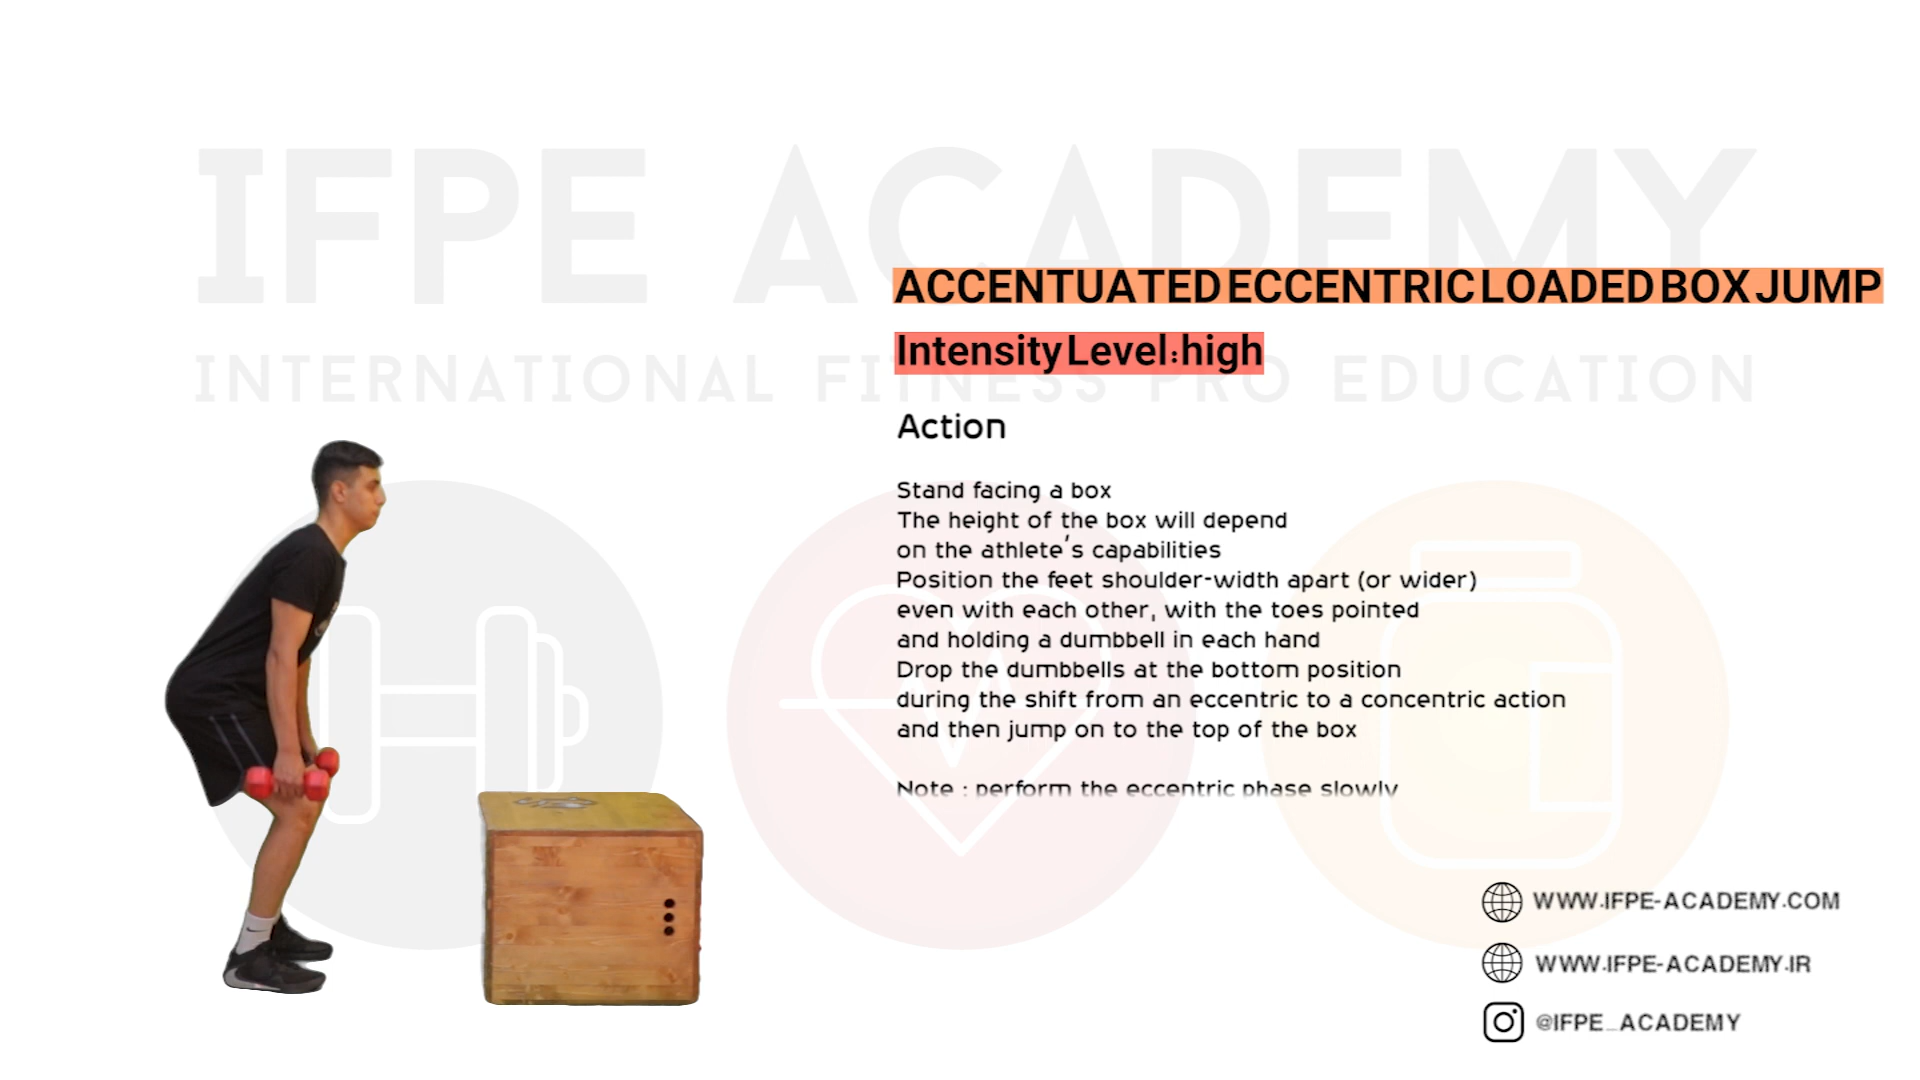 IFPE ACADEMY
INTERNATIONAL FITNESS PRO EDUCATION
ACCENTUATED ECCENTRIC LOADED BOX JUMP
Intensity Level:high
Action
Stand facing a box
The height of the box will depend
on the athlete's capabilities
Position the feet shoulder-width apart (or wider)
even with each other, with the toes pointed
and holding a dumbbell in each hand
Drop the dumbbells at the bottom position
during the shift from an eccentric to a concentric action
and then jump on to the top of the box
Note : perform the eccentric phase slowly
WWW.IFPE-ACADEMY.COM
WWW.IFPE-ACADEMY.IR
@IFPE_ACADEMY